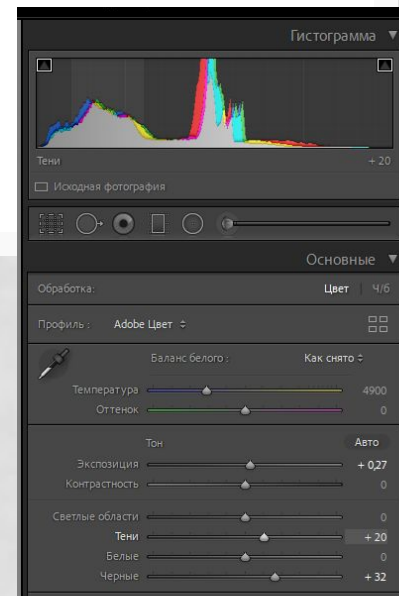 Гистограмма
Тени + 20
Исходная фотография
Основные
Обработка: Цвет Ч/б
Профиль : Adobe Цвет
Баланс белого : Как снято
Температура 4900
Оттенок 0
Тон Авто
Экспозиция + 0,27
Контрастность 0
Светлые области 0
Тени + 20
Белые 0
Черные + 32